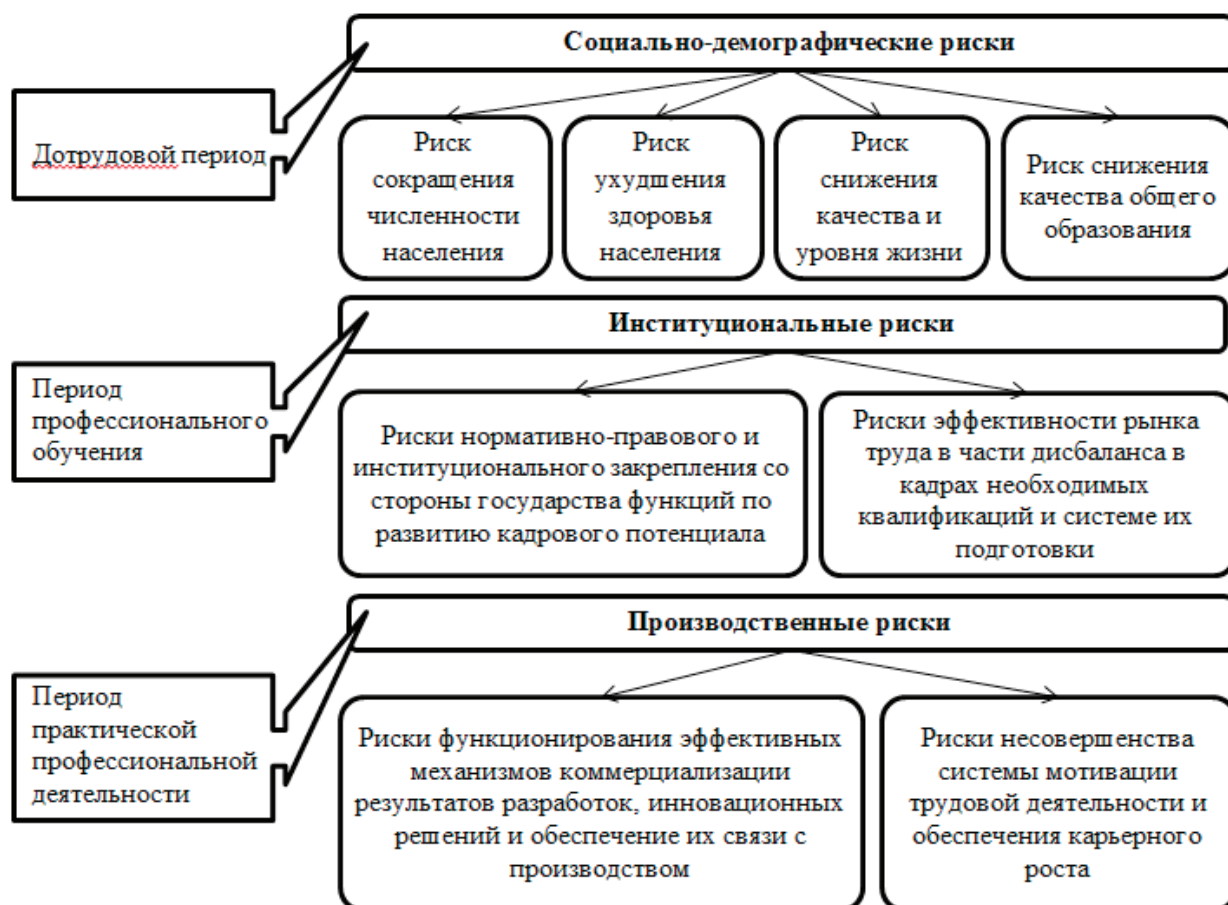 Социально-демографические риски
Дотрудовой период
Риск
сокращения
численности
населения
Риск
ухудшения
здоровья
населения
Риск
снижения
качества и
уровня жизни
Риск снижения
качества общего
образования
Институциональные риски
Период
профессионального
обучения
Риски нормативно-правового и
институционального закрепления со
стороны государства функций по
развитию кадрового потенциала
Риски эффективности рынка
труда в части дисбаланса в
кадрах необходимых
квалификаций и системе их
подготовки
Производственные риски
Период
практической
профессиональной
деятельности
Риски функционирования эффективных
механизмов коммерциализации
результатов разработок, инновационных
решений и обеспечение их связи с
производством
Риски несовершенства
системы мотивации
трудовой деятельности и
обеспечения карьерного
роста